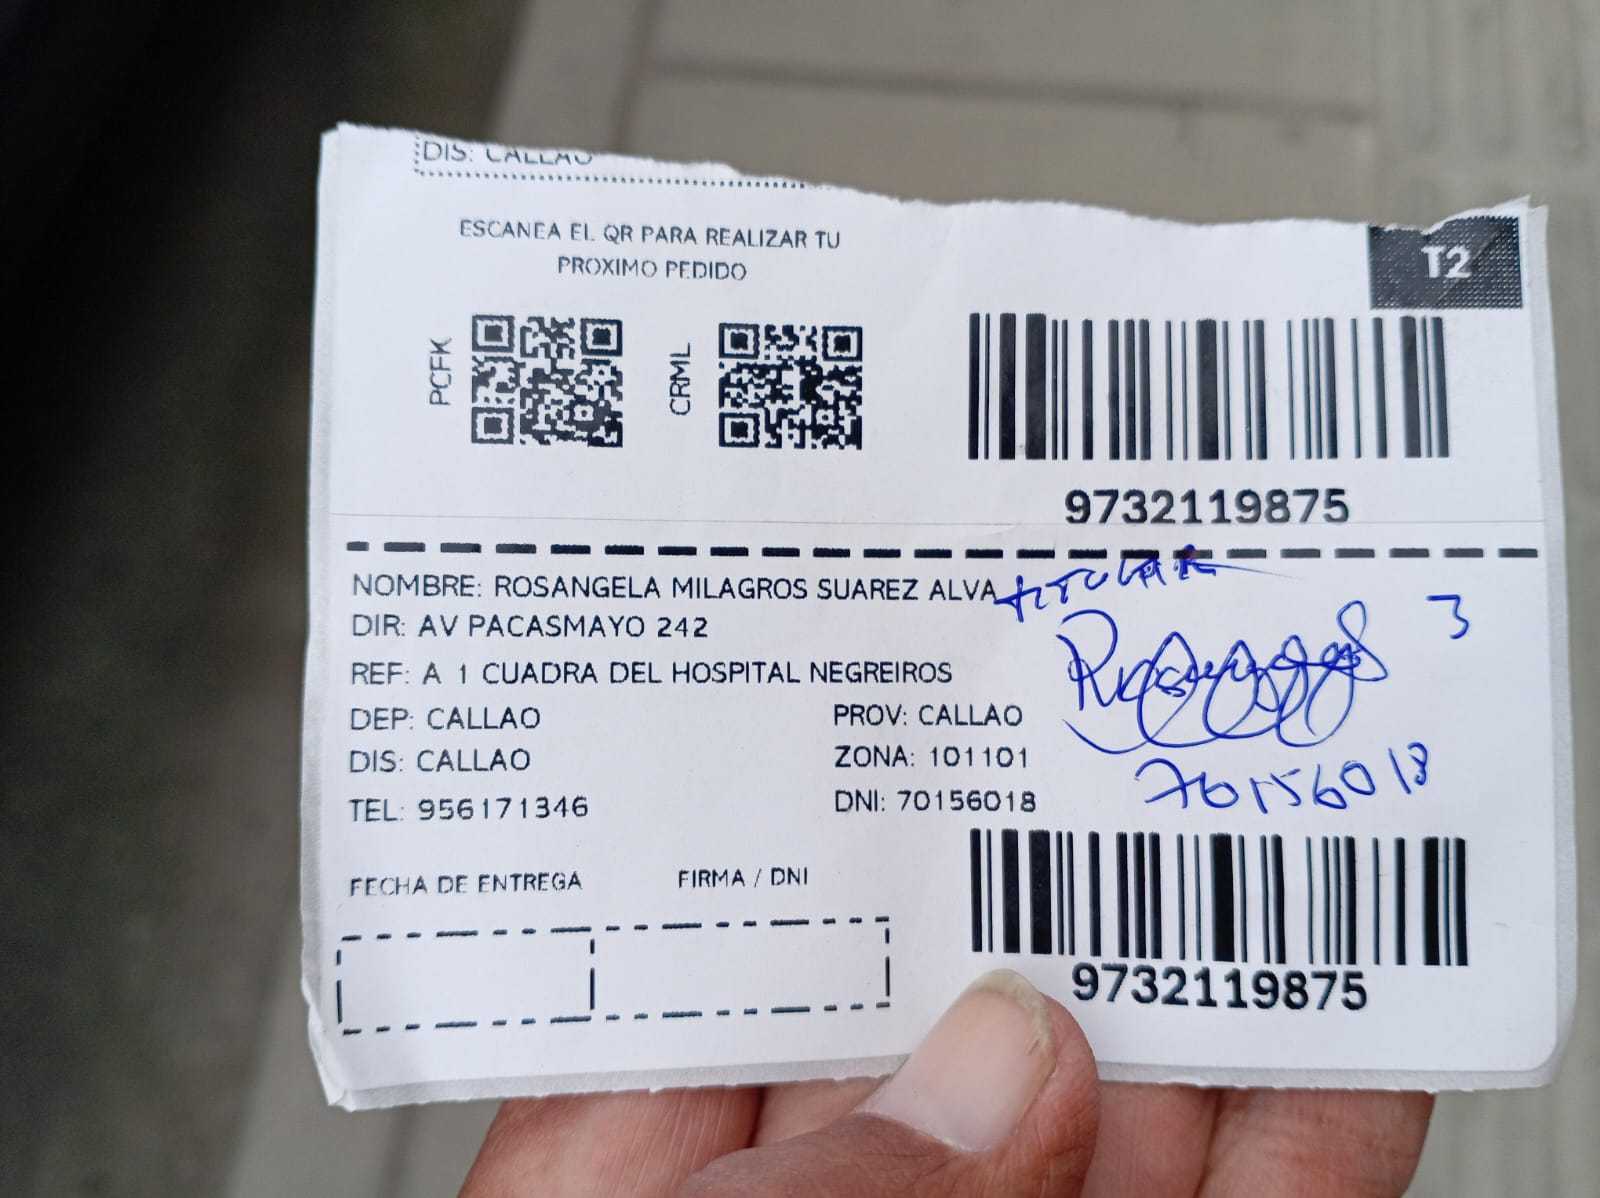 DIS: CALLAO
ESCANEA EL QR PARA REALIZAR TU
PROXIMO PEDIDO
T2
PCFK
CRML
9732119875
NOMBRE: ROSANGELA MILAGROS SUAREZ ALVA
TITULAR
DIR: AV PACASMAYO 242
3
REF: A 1 CUADRA DEL HOSPITAL NEGREIROS
DEP: CALLAO PROV: CALLAO
DIS: CALLAO ZONA: 101101
70156018
TEL: 956171346 DNI: 70156018
FECHA DE ENTREGA FIRMA / DNI
9732119875